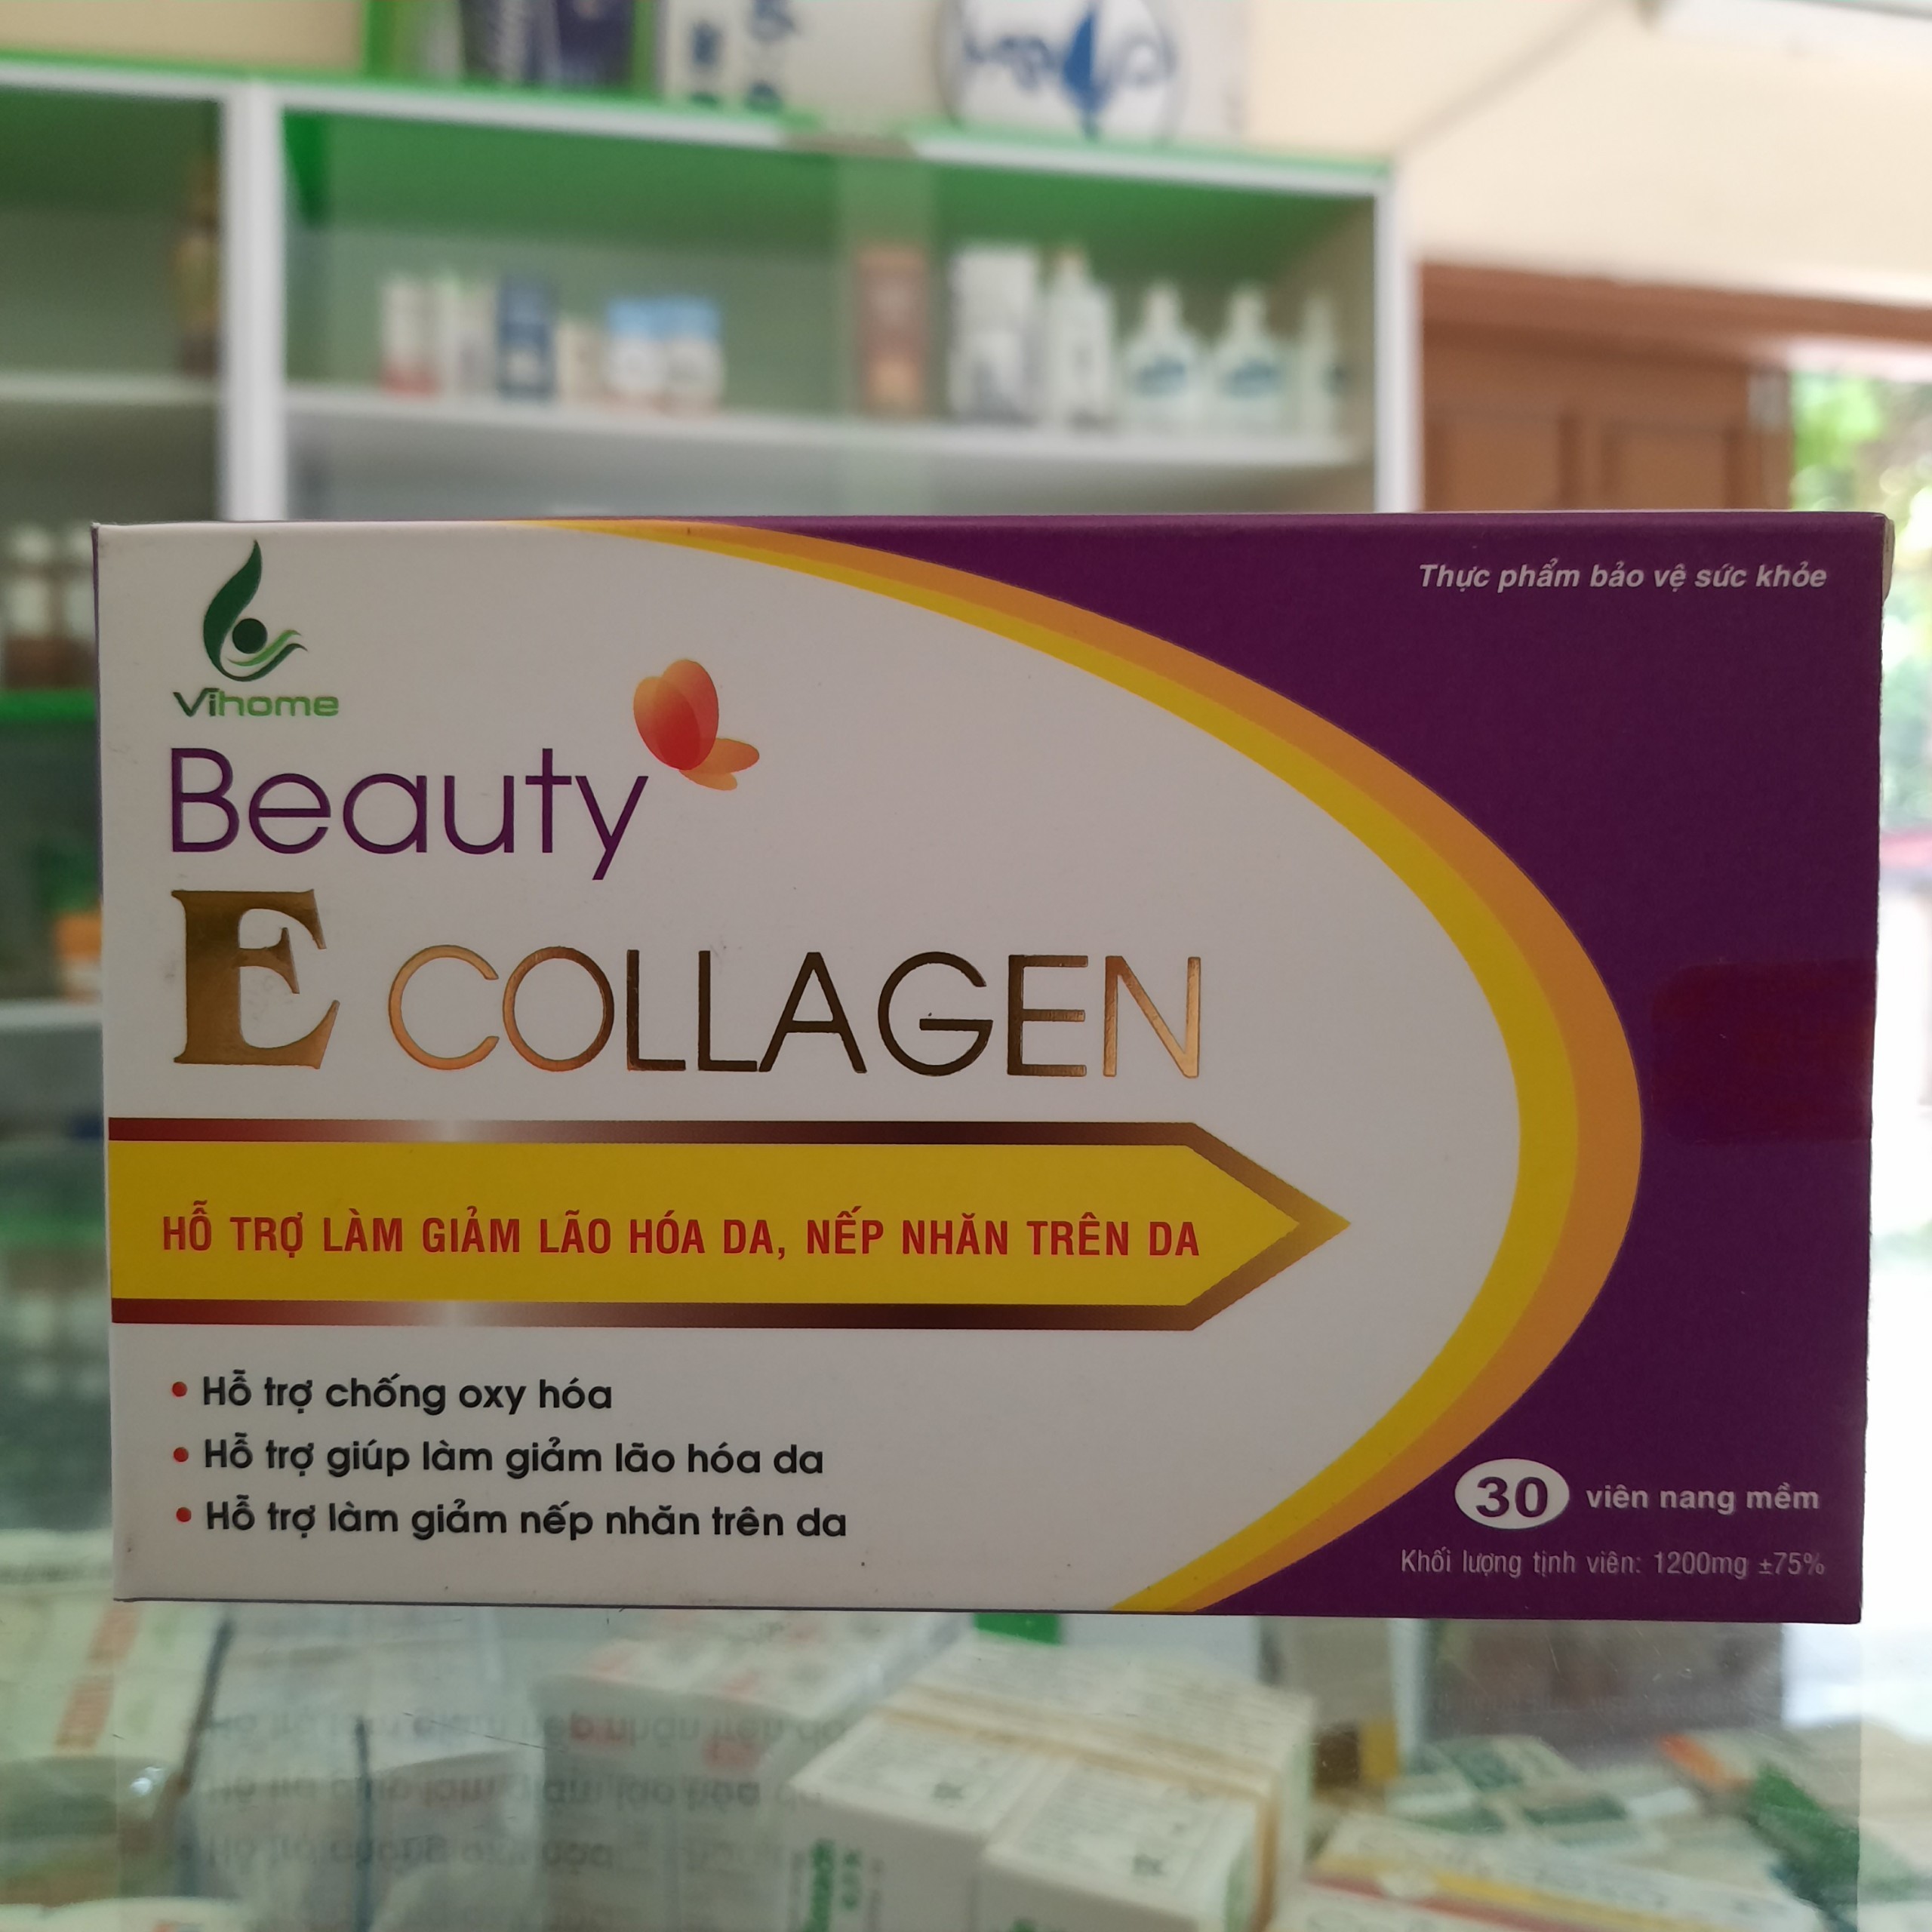 Thực phẩm bảo vệ sức khỏe
Vihome
Beauty
E COLLAGEN
HỖ TRỢ LÀM GIẢM LÃO HÓA DA, NẾP NHĂN TRÊN DA
• Hỗ trợ chống oxy hóa
• Hỗ trợ giúp làm giảm lão hóa da
• Hỗ trợ làm giảm nếp nhăn trên da
30 viên nang mềm
Khối lượng tịnh viên: 1200mg ±75%